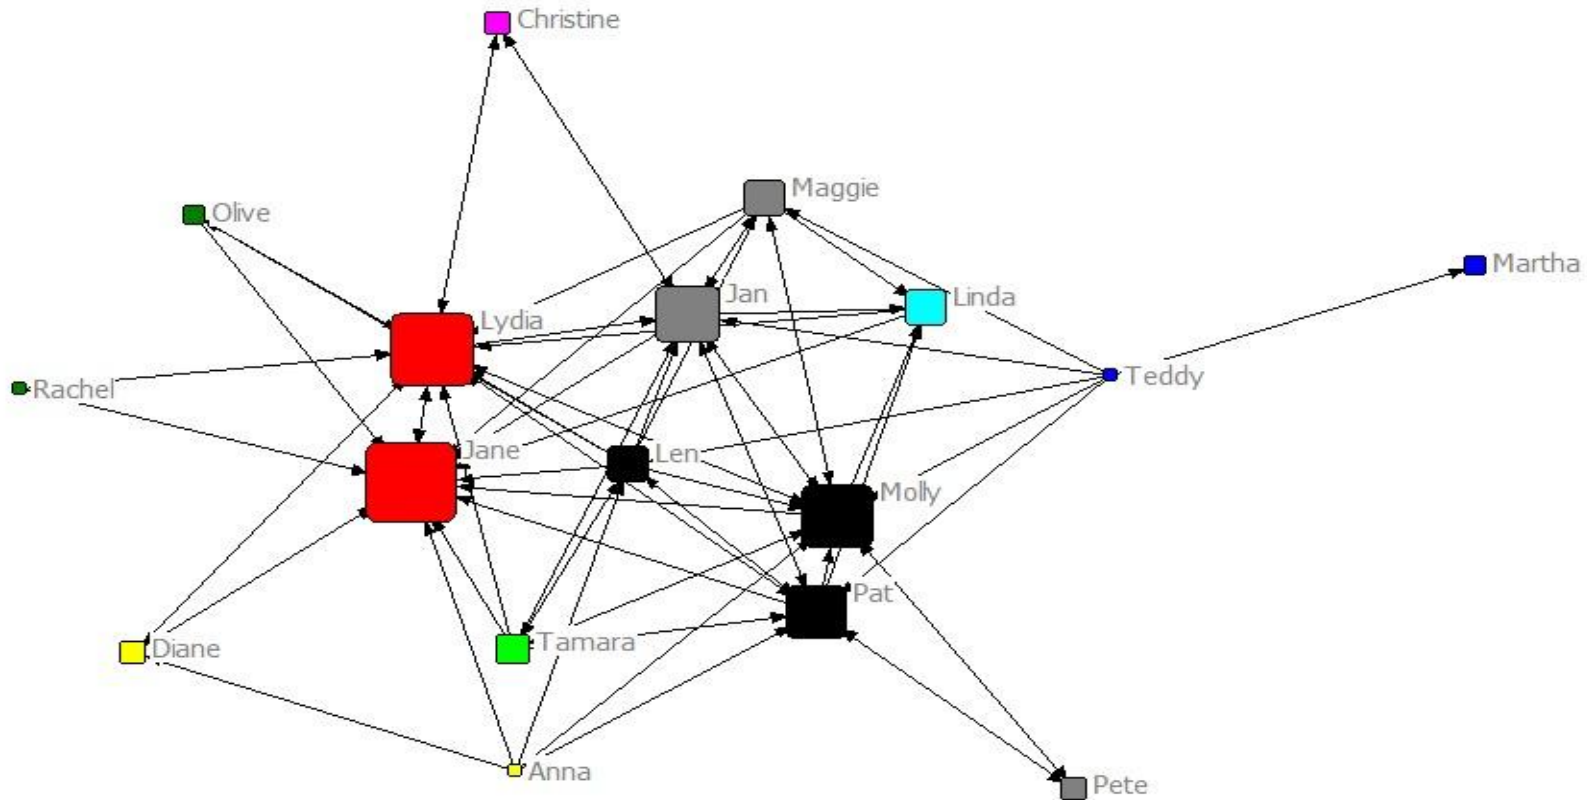 Christine
Maggie
Olive
Martha
Jan
Linda
Lydia
Teddy
Rachel
Jane
Len
Molly
Pat
Tamara
Diane
Anna
Pete